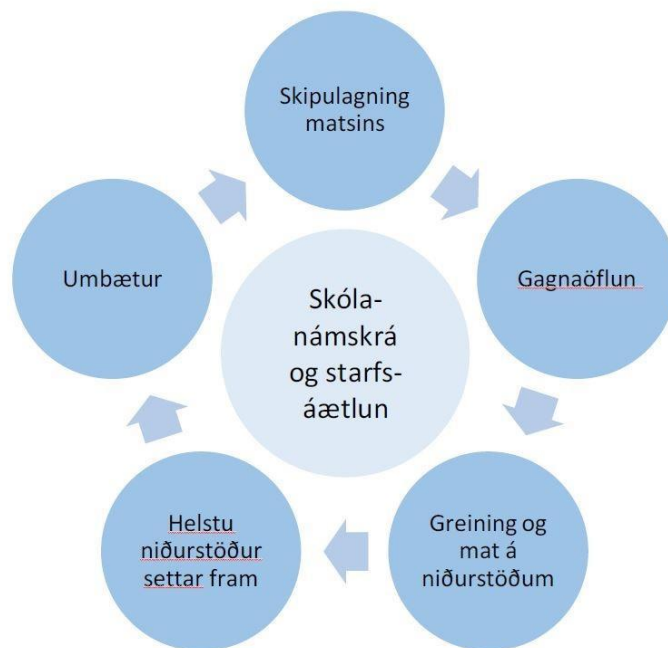 Skipulagning
matsins
Gagnaöflun
Greining og
mat á
niðurstöðum
Helstu
niðurstöður
settar fram
Umbætur
Skóla-
námskrá
og starfs-
áætlun